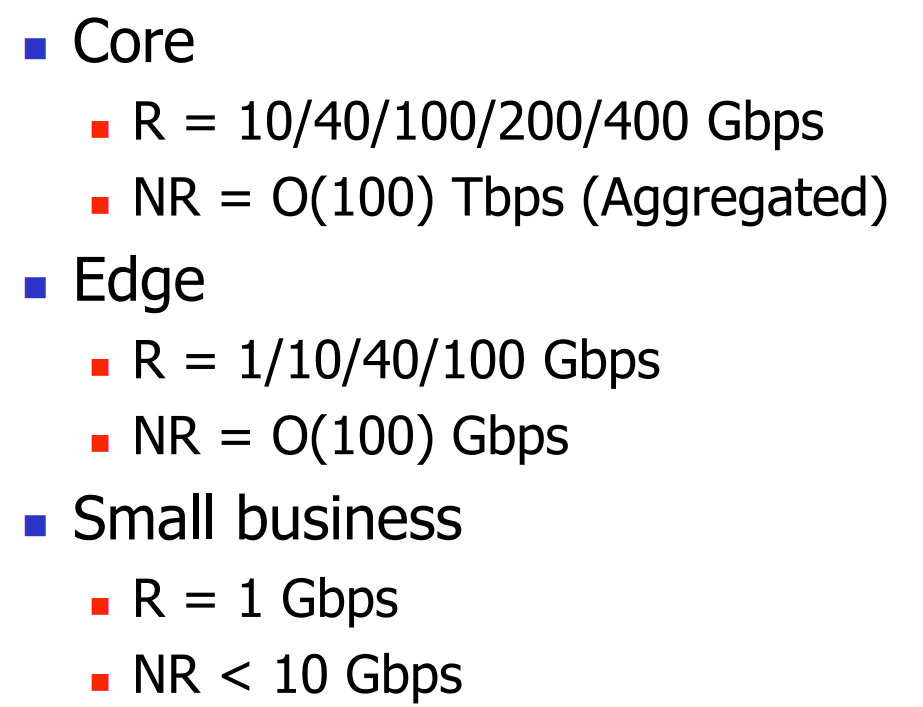 Core
R = 10/40/100/200/400 Gbps
NR = O(100) Tbps (Aggregated)
Edge
R = 1/10/40/100 Gbps
NR = O(100) Gbps
Small business
R = 1 Gbps
NR < 10 Gbps